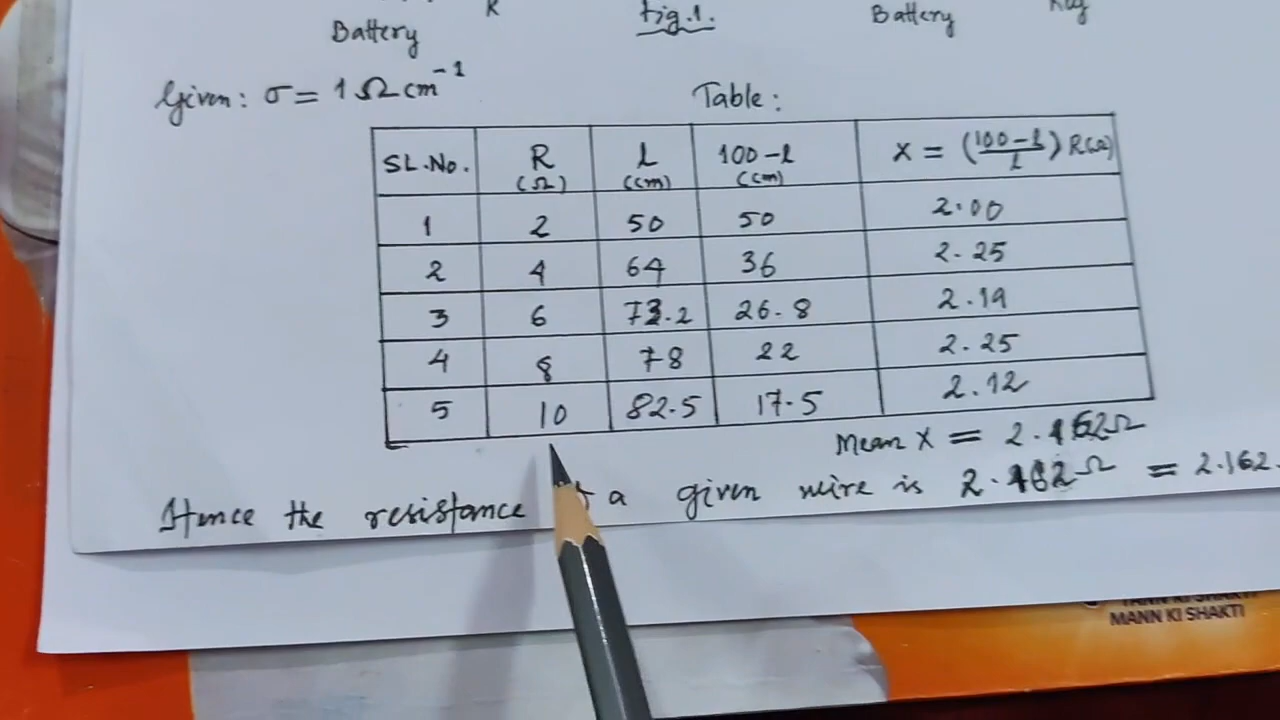 K Fig.1. Key
Battery Battery
Given: σ = 1 Ω cm⁻¹
Table:
SL.No. R (Ω) l (cm) 100-l (cm) X = (100-l/l) R(Ω)
1 2 50 50 2.00
2 4 64 36 2.25
3 6 73.2 26.8 2.19
4 8 78 22 2.25
5 10 82.5 17.5 2.12
Mean X = 2.162Ω
Hence the resistance a given wire is 2.162Ω = 2.162
MANN KI SHAKTI